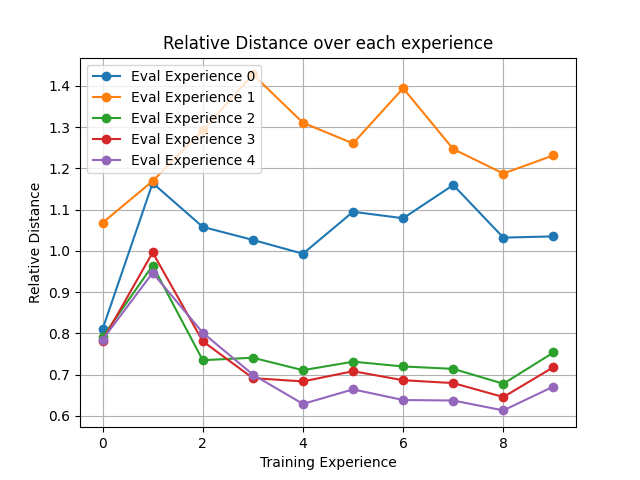 Relative Distance over each experience
Eval Experience 0
Eval Experience 1
Eval Experience 2
Eval Experience 3
Eval Experience 4
Relative Distance
1.4
1.3
1.2
1.1
1.0
0.9
0.8
0.7
0.6
0 2 4 6 8
Training Experience